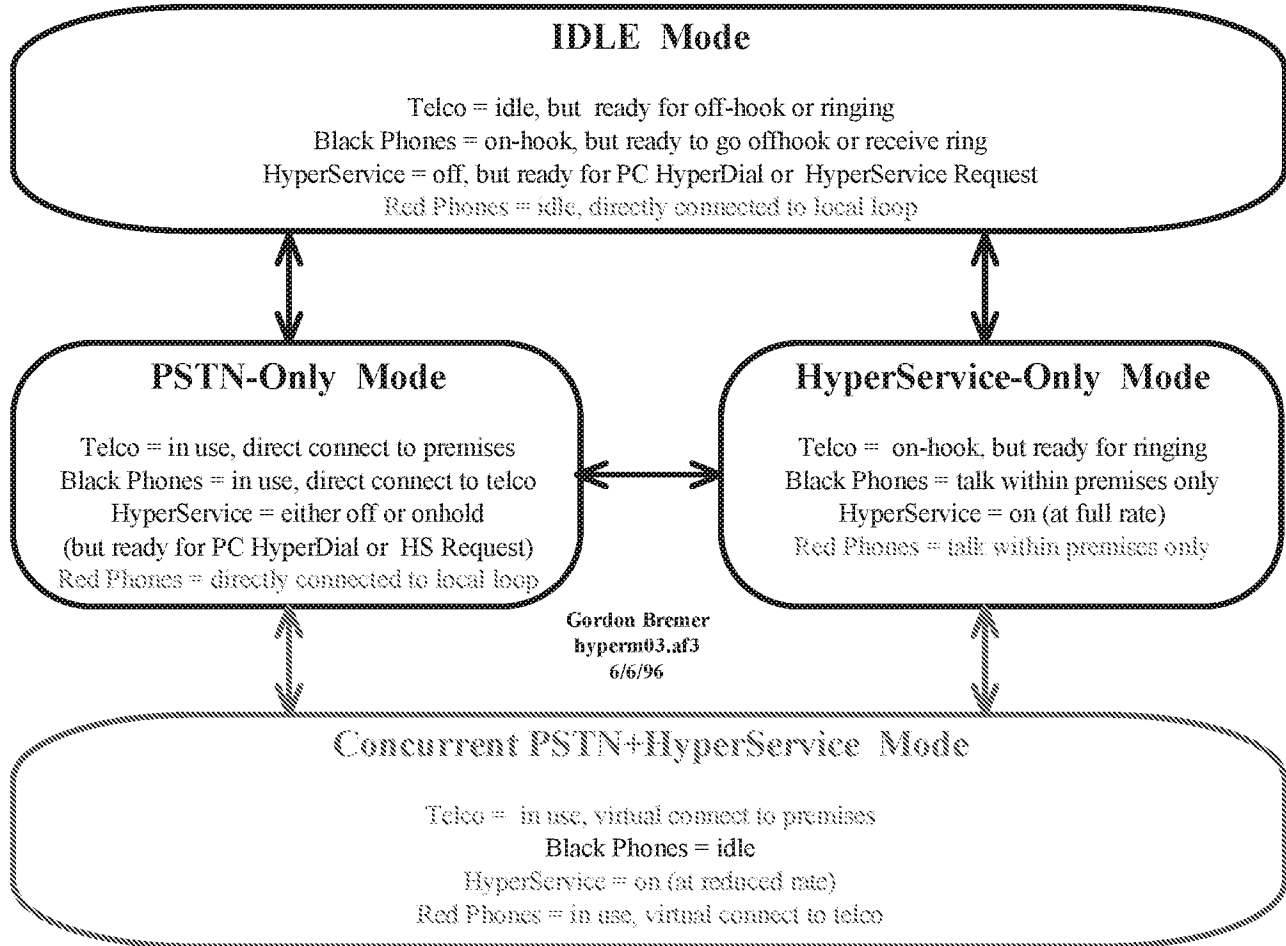 IDLE Mode
Telco = idle, but ready for off-hook or ringing
Black Phones = on-hook, but ready to go offhook or receive ring
HyperService = off, but ready for PC HyperDial or HyperService Request
Red Phones = idle, directly connected to local loop
PSTN-Only Mode
Telco = in use, direct connect to premises
Black Phones = in use, direct connect to telco
HyperService = either off or onhold
(but ready for PC HyperDial or HS Request)
Red Phones = directly connected to local loop
HyperService-Only Mode
Telco = on-hook, but ready for ringing
Black Phones = talk within premises only
HyperService = on (at full rate)
Red Phones = talk within premises only
Gordon Bremer
hyperm03.af3
6/6/96
Concurrent PSTN+HyperService Mode
Telco = in use, virtual connect to premises
Black Phones = idle
HyperService = on (at reduced rate)
Red Phones = in use, virtual connect to telco